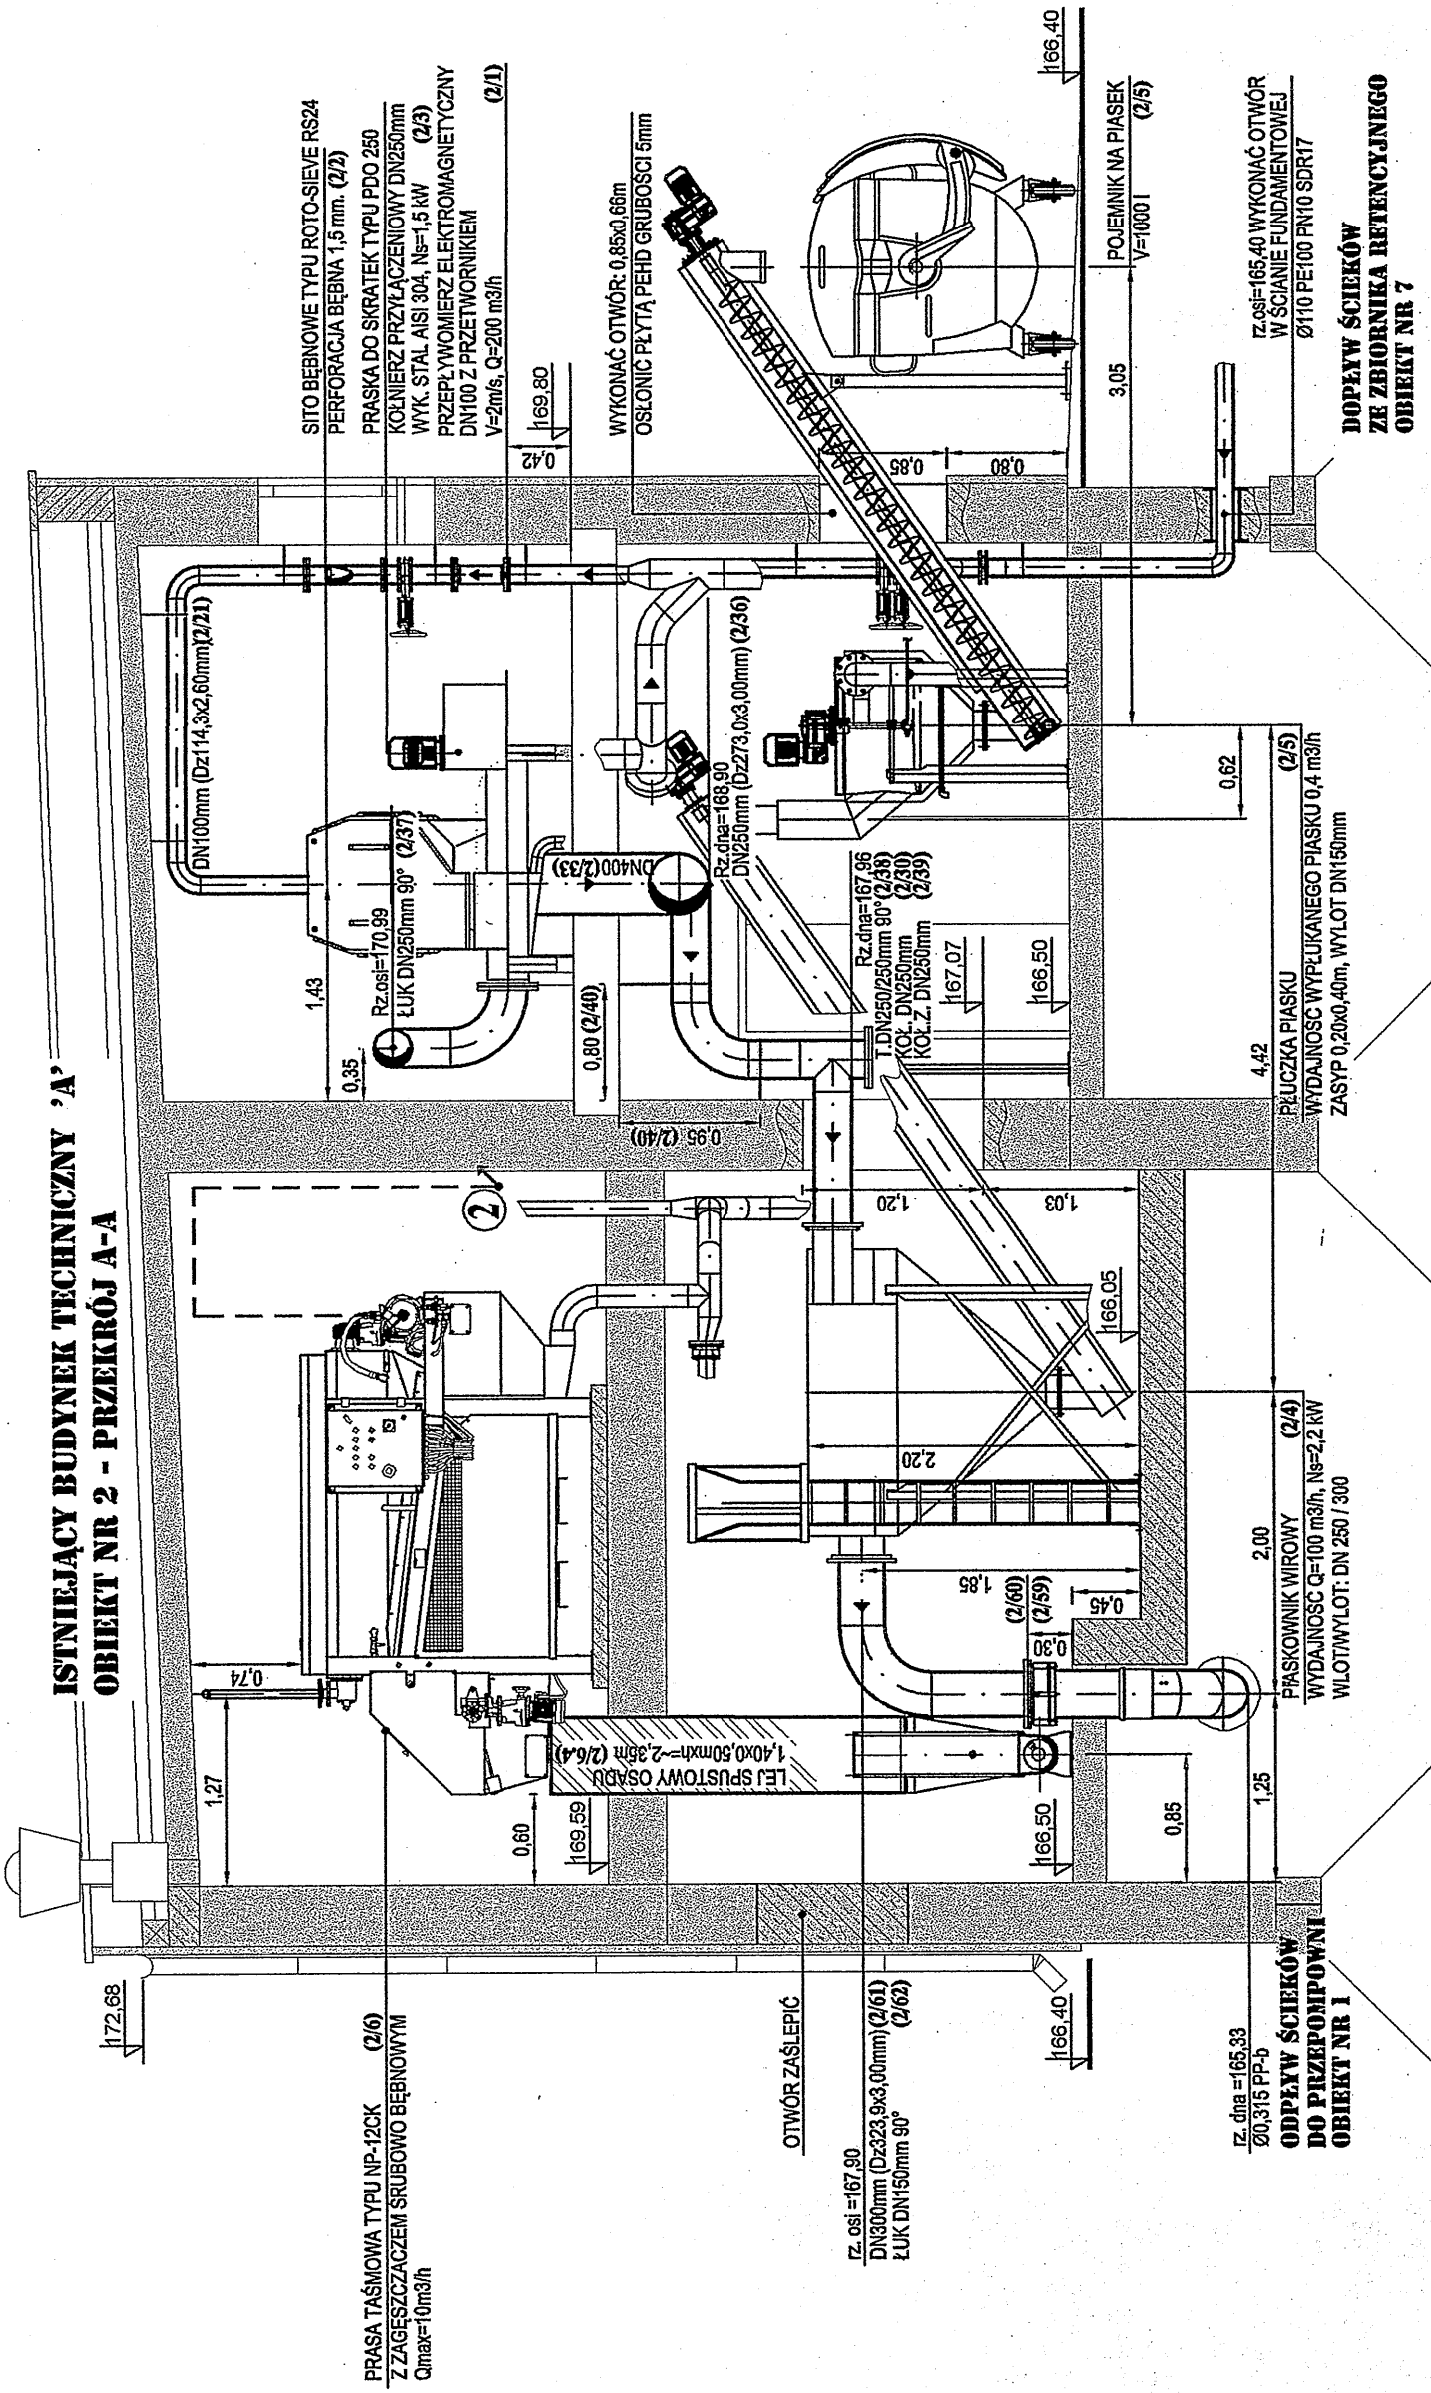 ISTNIEJĄCY BUDYNEK TECHNICZNY 'A'
OBIEKT NR 2 - PRZEKRÓJ A-A
SITO BĘBNOWE TYPU ROTO-SIEVE RS24
PERFORACJA BĘBNA 1,5 mm. (2/2)
PRASKA DO SKRATEK TYPU PDO 250
KOŁNIERZ PRZYŁĄCZENIOWY DN250mm
WYK. STAL AISI 304, Ns=1,5 kW (2/3)
PRZEPŁYWOMIERZ ELEKTROMAGNETYCZNY
DN100 Z PRZETWORNIKIEM
V=2m/s, Q=200 m3/h (2/1)
169,80
0,42
WYKONAĆ OTWÓR: 0,85x0,66m
OSŁONIĆ PŁYTĄ PEHD GRUBOŚCI 5mm
0,85
0,80
166,40
POJEMNIK NA PIASEK
V=1000 l (2/5)
3,05
rz.osi=165,40 WYKONAĆ OTWÓR
W ŚCIANIE FUNDAMENTOWEJ
Ø110 PE100 PN10 SDR17
DOPŁYW ŚCIEKÓW
ZE ZBIORNIKA RETENCYJNEGO
OBIEKT NR 7
DN100mm (Dz114,3x2,60mm)(2/21)
1,43
0,35
Rz.osi=170,99
ŁUK DN250mm 90° (2/37)
DN400(2/33)
0,80 (2/40)
0,95 (2/40)
Rz.dna=168,90
DN250mm (Dz273,0x3,00mm) (2/36)
Rz.dna=167,96
T.DN250/250mm 90°(2/38)
KOŁ. DN250mm (2/30)
KOŁ.Z. DN250mm (2/39)
167,07
166,50
0,62
4,42
PŁUCZKA PIASKU (2/5)
WYDAJNOŚĆ WYPŁUKANEGO PIASKU 0,4 m3/h
ZASYP 0,20x0,40m, WYLOT DN150mm
2
1,20
1,03
166,05
2,20
2,00
PIASKOWNIK WIROWY (2/4)
WYDAJNOŚĆ Q=100 m3/h, Ns=2,2 kW
WLOT/WYLOT: DN 250 / 300
1,85
0,45
0,30
(2/60)
(2/59)
0,74
1,27
LEJ SPUSTOWY OSADU
1,40x0,50mxh=~2,35m (2/6.4)
0,60
169,59
166,50
0,85
1,25
172,68
PRASA TAŚMOWA TYPU NP-12CK (2/6)
Z ZAGĘSZCZACZEM ŚRUBOWO BĘBNOWYM
Qmax=10m3/h
OTWÓR ZAŚLEPIĆ
rz. osi =167,90
DN300mm (Dz323,9x3,00mm)(2/61)
ŁUK DN150mm 90° (2/62)
166,40
rz. dna =165,33
Ø0,315 PP-b
ODPŁYW ŚCIEKÓW
DO PRZEPOMPOWNI
OBIEKT NR 1